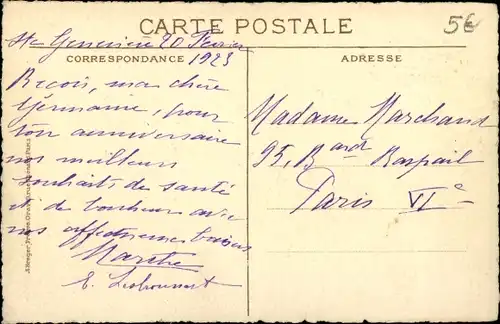 CARTE POSTALE
5€
Ste Geneviève 20 Février
1923
CORRESPONDANCE
ADRESSE
Reçois, ma chère
Germaine, pour
ton anniversaire
nos meilleurs
souhaits de santé
et de bonheur avec
nos affectueux baisers
Marthe
E.
Madame Marchand
95, Bard Raspail
Paris VIe